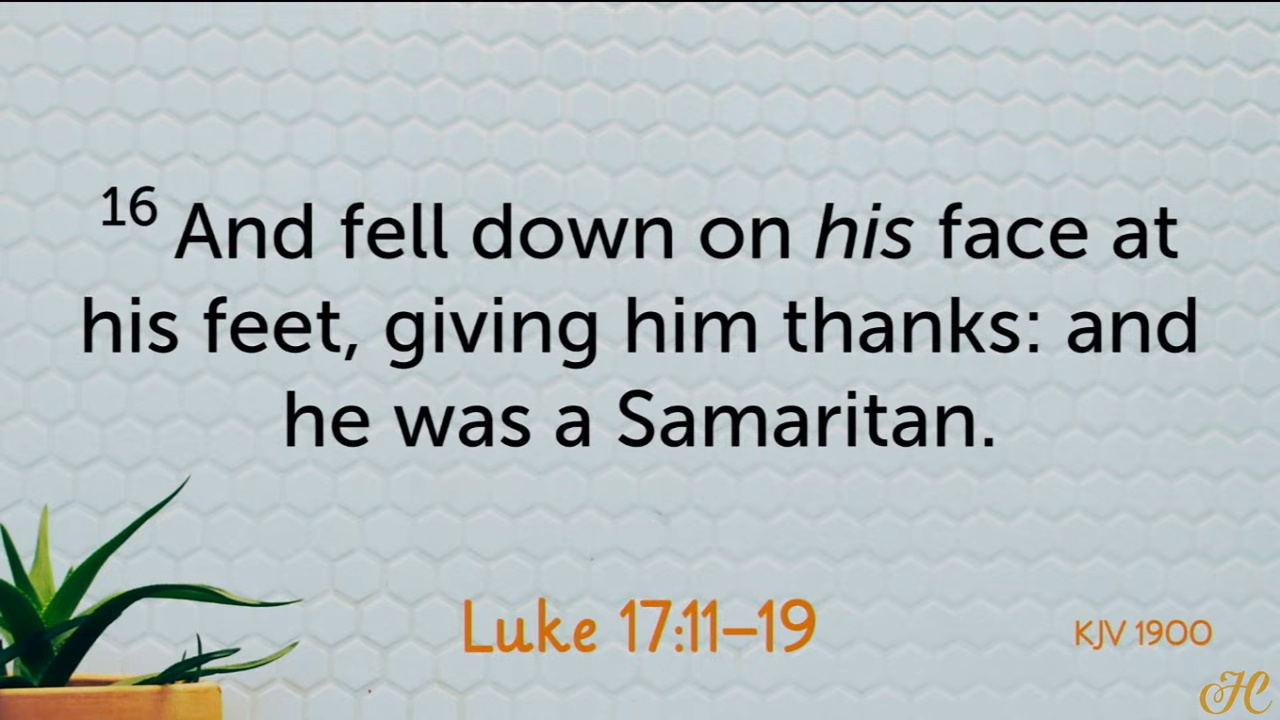 16 And fell down on his face at
his feet, giving him thanks: and
he was a Samaritan.
Luke 17:11–19
KJV 1900
HC